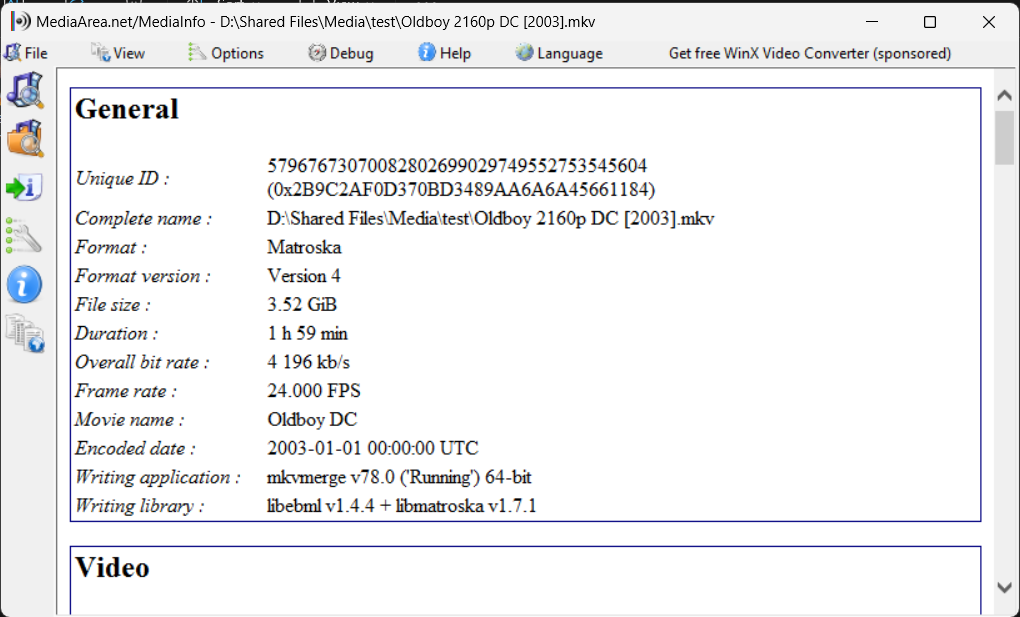 MediaArea.net/MediaInfo - D:\Shared Files\Media\test\Oldboy 2160p DC [2003].mkv
File View Options Debug Help Language Get free WinX Video Converter (sponsored)
General
Unique ID : 57967673070082802699029749552753545604
(0x2B9C2AF0D370BD3489AA6A6A45661184)
Complete name : D:\Shared Files\Media\test\Oldboy 2160p DC [2003].mkv
Format : Matroska
Format version : Version 4
File size : 3.52 GiB
Duration : 1 h 59 min
Overall bit rate : 4 196 kb/s
Frame rate : 24.000 FPS
Movie name : Oldboy DC
Encoded date : 2003-01-01 00:00:00 UTC
Writing application : mkvmerge v78.0 ('Running') 64-bit
Writing library : libebml v1.4.4 + libmatroska v1.7.1
Video